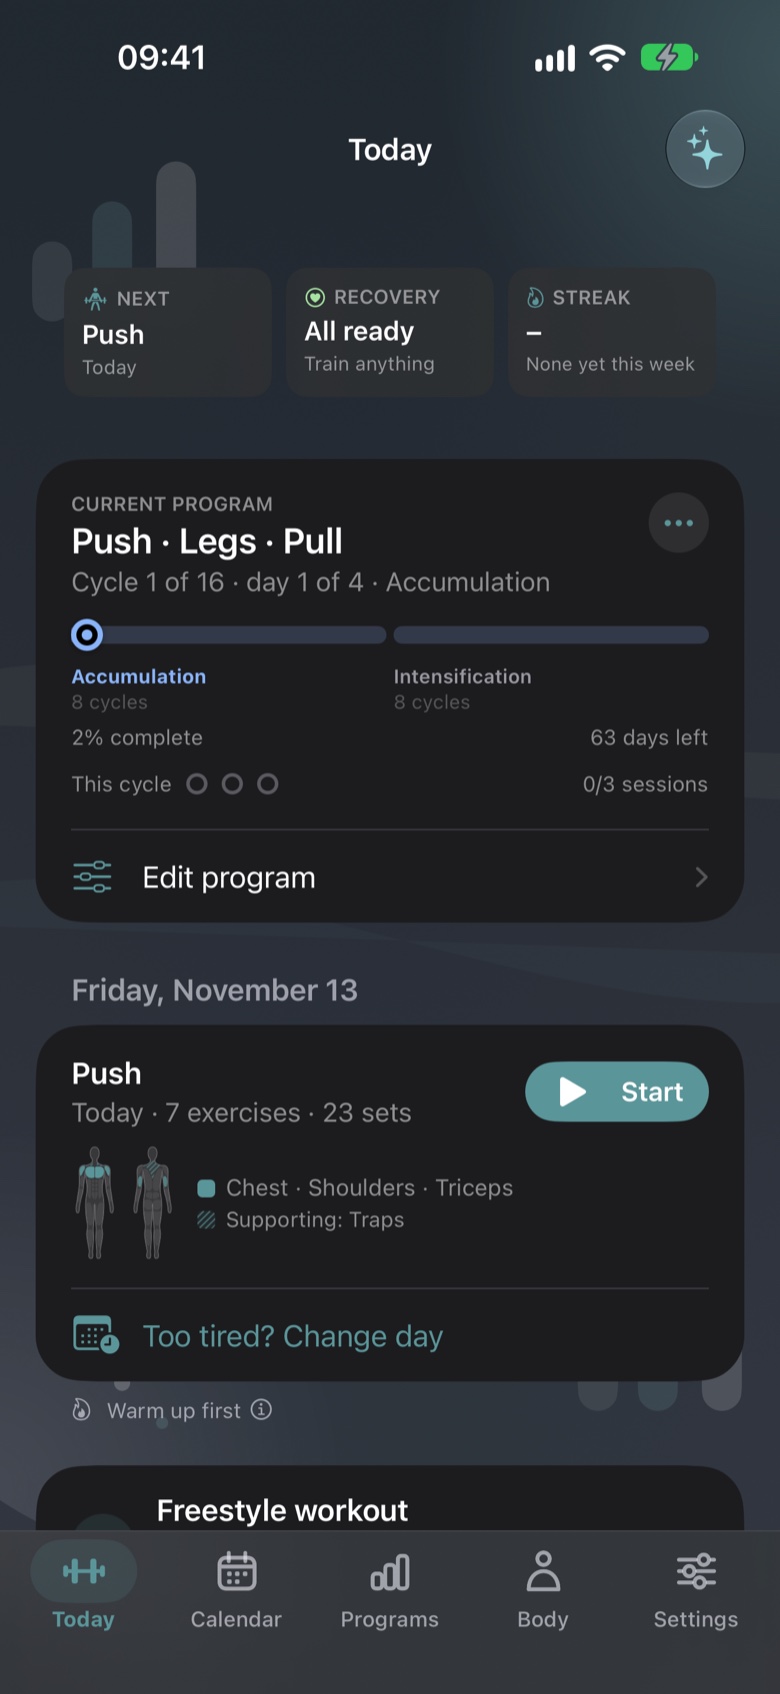 09:41
Today
NEXT
Push
Today
RECOVERY
All ready
Train anything
STREAK
–
None yet this week
CURRENT PROGRAM
Push · Legs · Pull
Cycle 1 of 16 · day 1 of 4 · Accumulation
Accumulation
8 cycles
Intensification
8 cycles
2% complete
63 days left
This cycle
0/3 sessions
Edit program
Friday, November 13
Push
Today · 7 exercises · 23 sets
Start
Chest · Shoulders · Triceps
Supporting: Traps
Too tired? Change day
Warm up first
Freestyle workout
Today
Calendar
Programs
Body
Settings